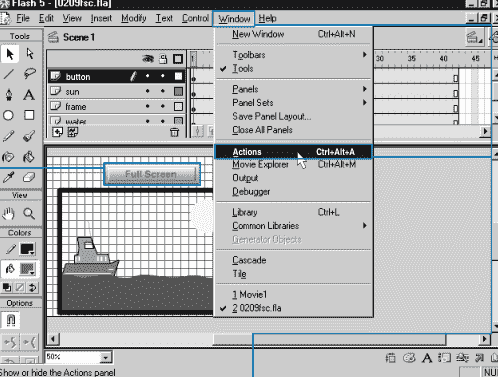 Flash 5 - [0209fsc.fla]
File Edit View Insert Modify Text Control Window Help
Tools
Scene 1
New Window Ctrl+Alt+N
Toolbars
Tools
Panels
Panel Sets
Save Panel Layout...
Close All Panels
Actions Ctrl+Alt+A
Movie Explorer Ctrl+Alt+M
Output
Debugger
Library Ctrl+L
Common Libraries
Generator Objects
Cascade
Tile
1 Movie1
2 0209fsc.fla
1
30 35 40 45
button
sun
frame
water
Full Screen
View
Colors
Options
50%
Show or hide the Actions panel
NU